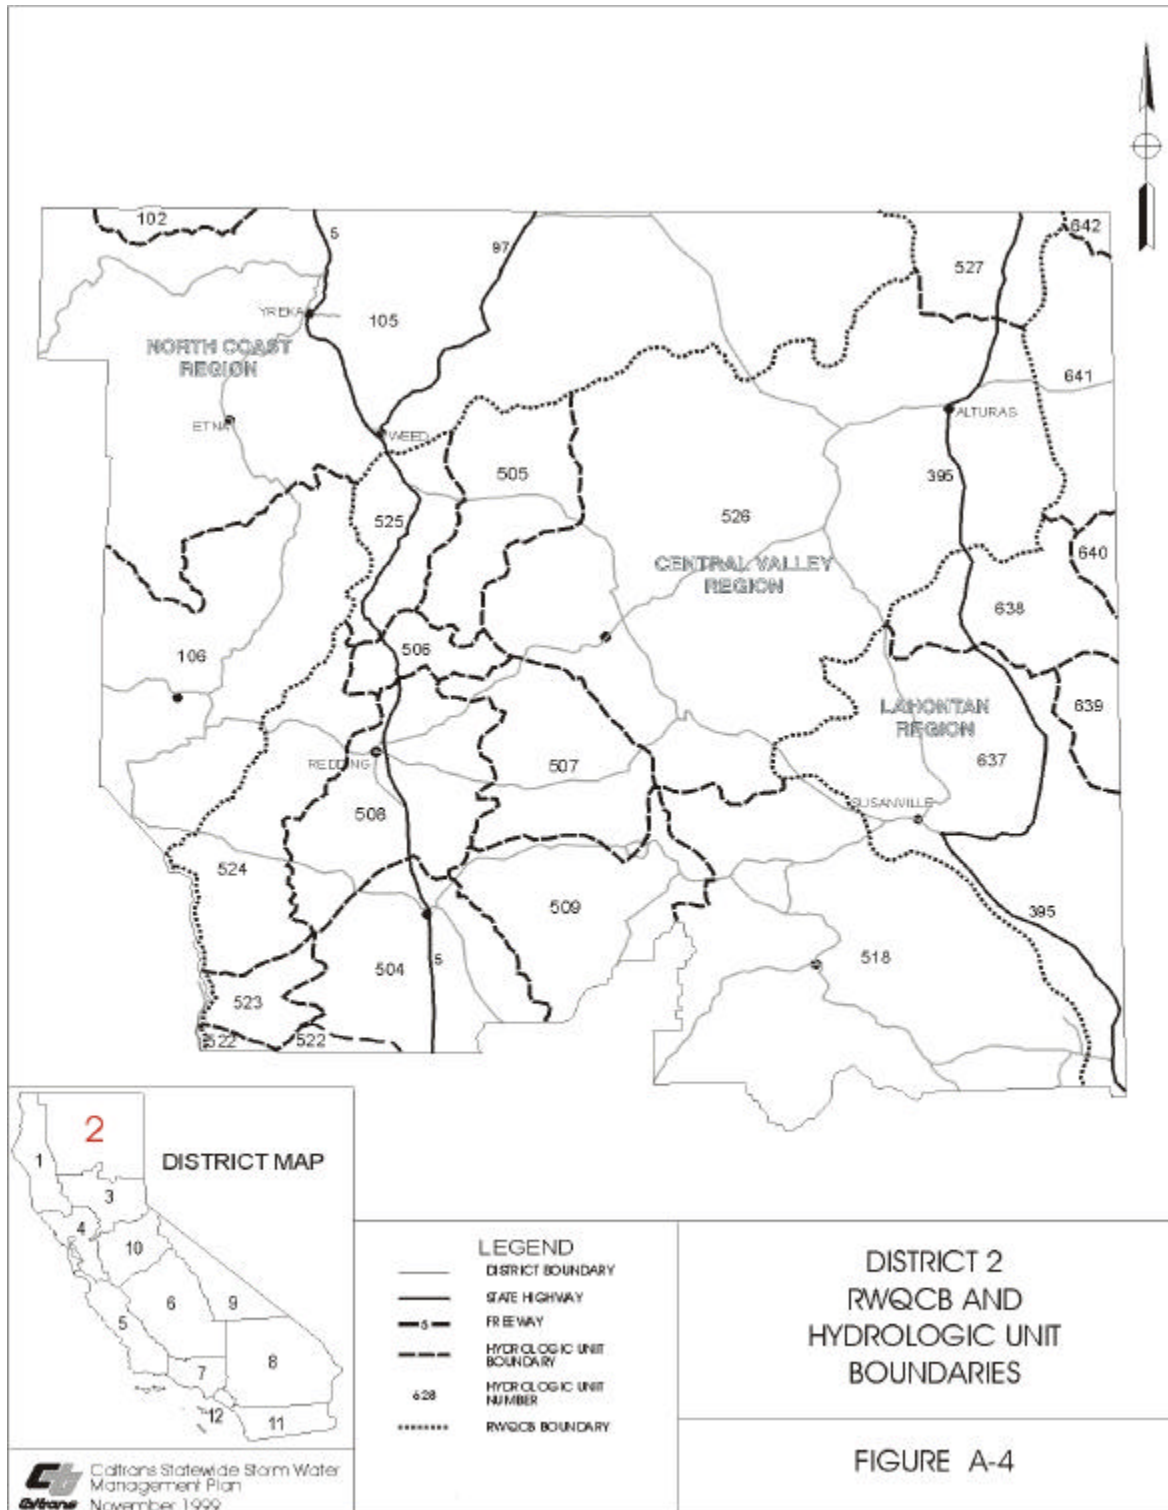 102
5
97
527
642
YREKA
105
NORTH COAST
REGION
641
ETNA
WEED
ALTURAS
505
395
525
526
CENTRAL VALLEY
REGION
640
638
106
506
LAHONTAN
REGION
639
REDDING
507
637
508
SUSANVILLE
524
509
395
504
5
518
523
522
522
2
1
DISTRICT MAP
3
4
10
6
9
5
8
7
12
11
LEGEND
DISTRICT BOUNDARY
STATE HIGHWAY
5
FREEWAY
HYDROLOGIC UNIT
BOUNDARY
628
HYDROLOGIC UNIT
NUMBER
RWQCB BOUNDARY
DISTRICT 2
RWQCB AND
HYDROLOGIC UNIT
BOUNDARIES
FIGURE A-4
Caltrans Statewide Storm Water
Management Plan
November 1999
Caltrans